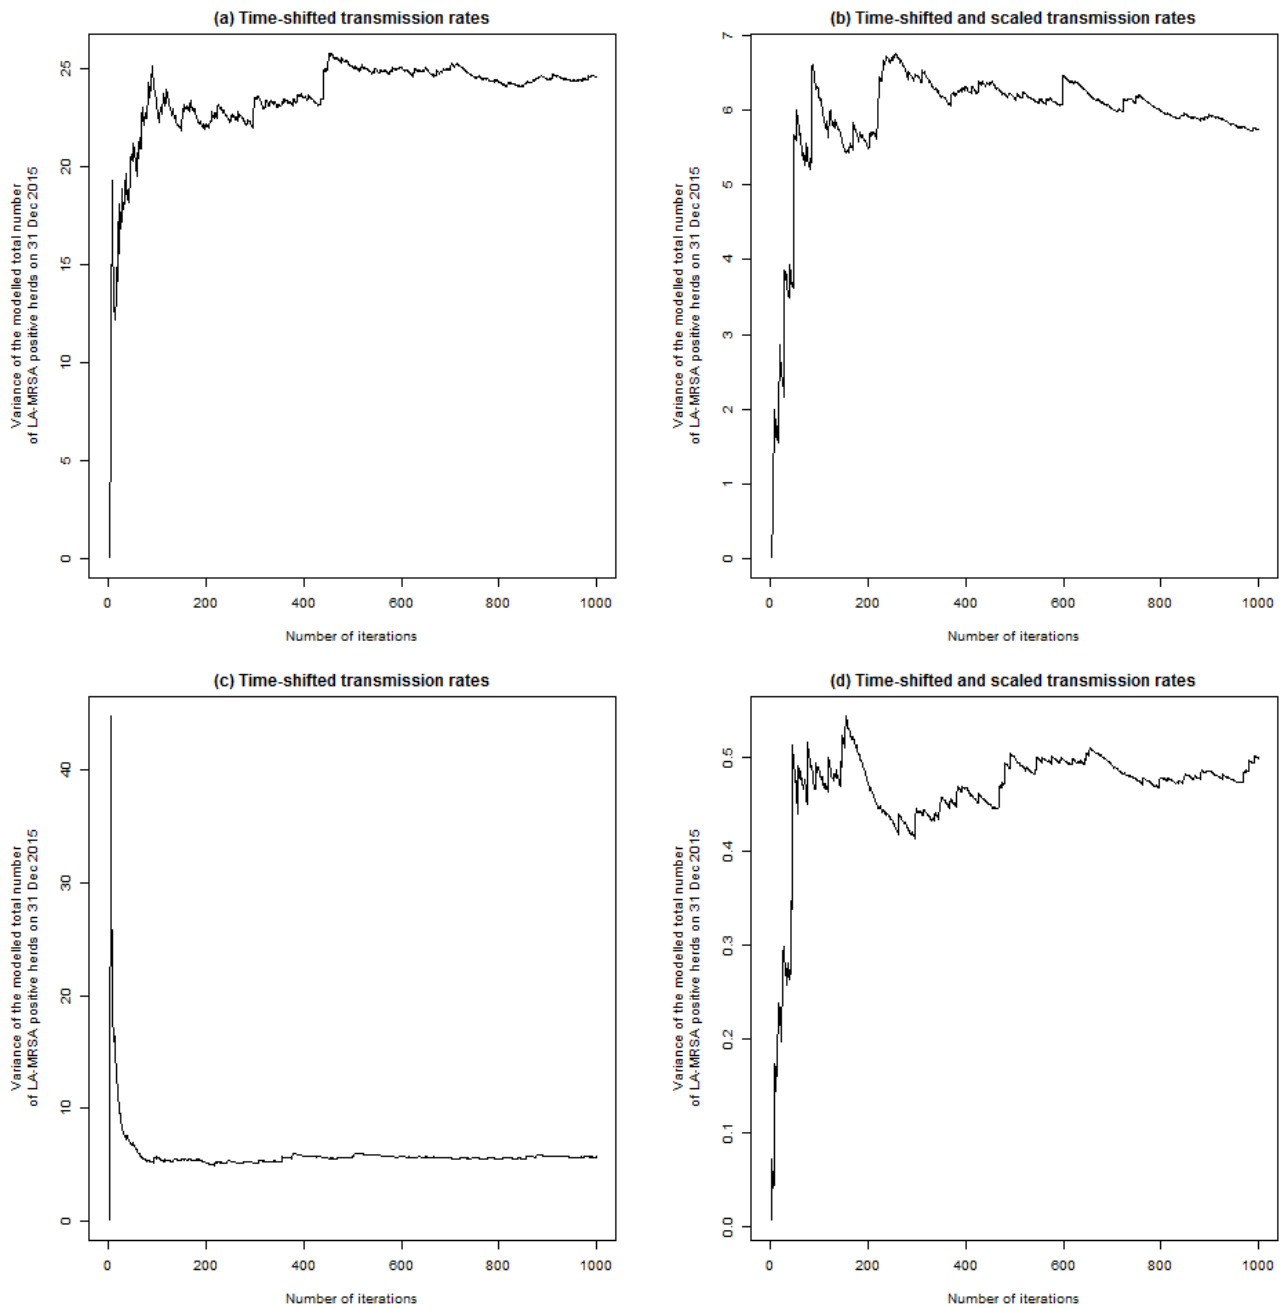 (a) Time-shifted transmission rates
Variance of the modelled total number
of LA-MRSA positive herds on 31 Dec 2015
25
20
15
10
5
0
0 200 400 600 800 1000
Number of iterations
(b) Time-shifted and scaled transmission rates
Variance of the modelled total number
of LA-MRSA positive herds on 31 Dec 2015
7
6
5
4
3
2
1
0
0 200 400 600 800 1000
Number of iterations
(c) Time-shifted transmission rates
Variance of the modelled total number
of LA-MRSA positive herds on 31 Dec 2015
40
30
20
10
0
0 200 400 600 800 1000
Number of iterations
(d) Time-shifted and scaled transmission rates
Variance of the modelled total number
of LA-MRSA positive herds on 31 Dec 2015
0.5
0.4
0.3
0.2
0.1
0.0
0 200 400 600 800 1000
Number of iterations